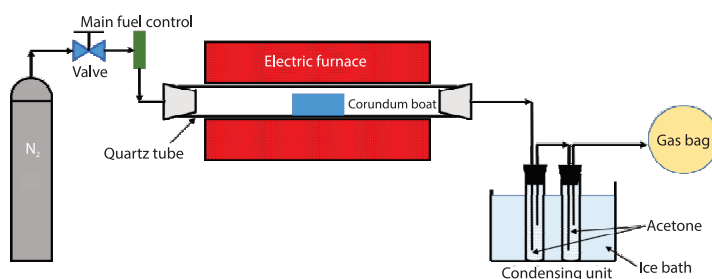 Main fuel control
Valve
N2
Electric furnace
Corundum boat
Quartz tube
Gas bag
Acetone
Ice bath
Condensing unit